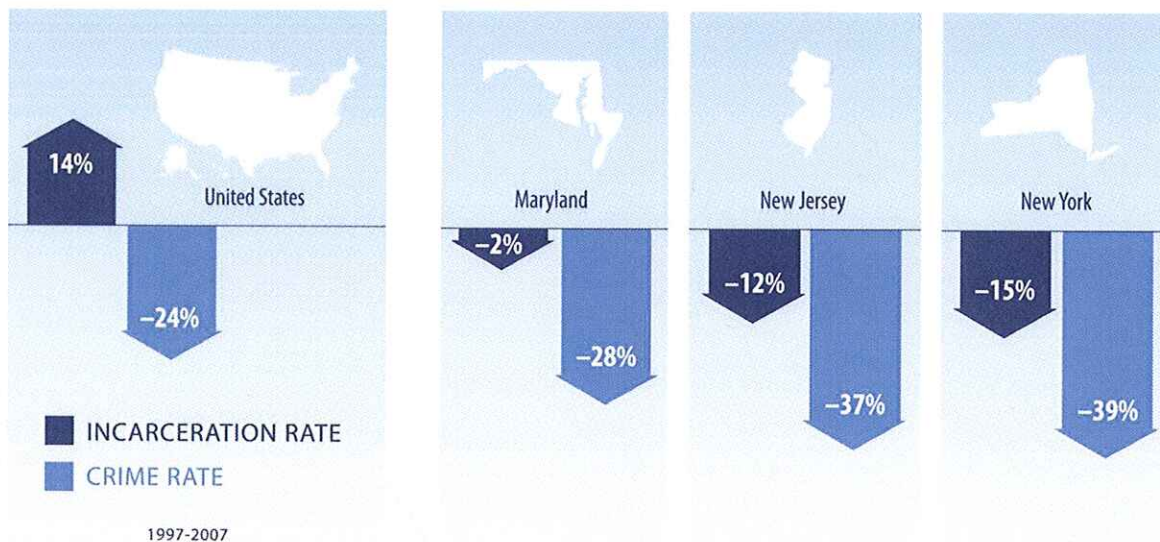 14%
United States
–24%
INCARCERATION RATE
CRIME RATE
1997-2007
Maryland
–2%
–28%
New Jersey
–12%
–37%
New York
–15%
–39%